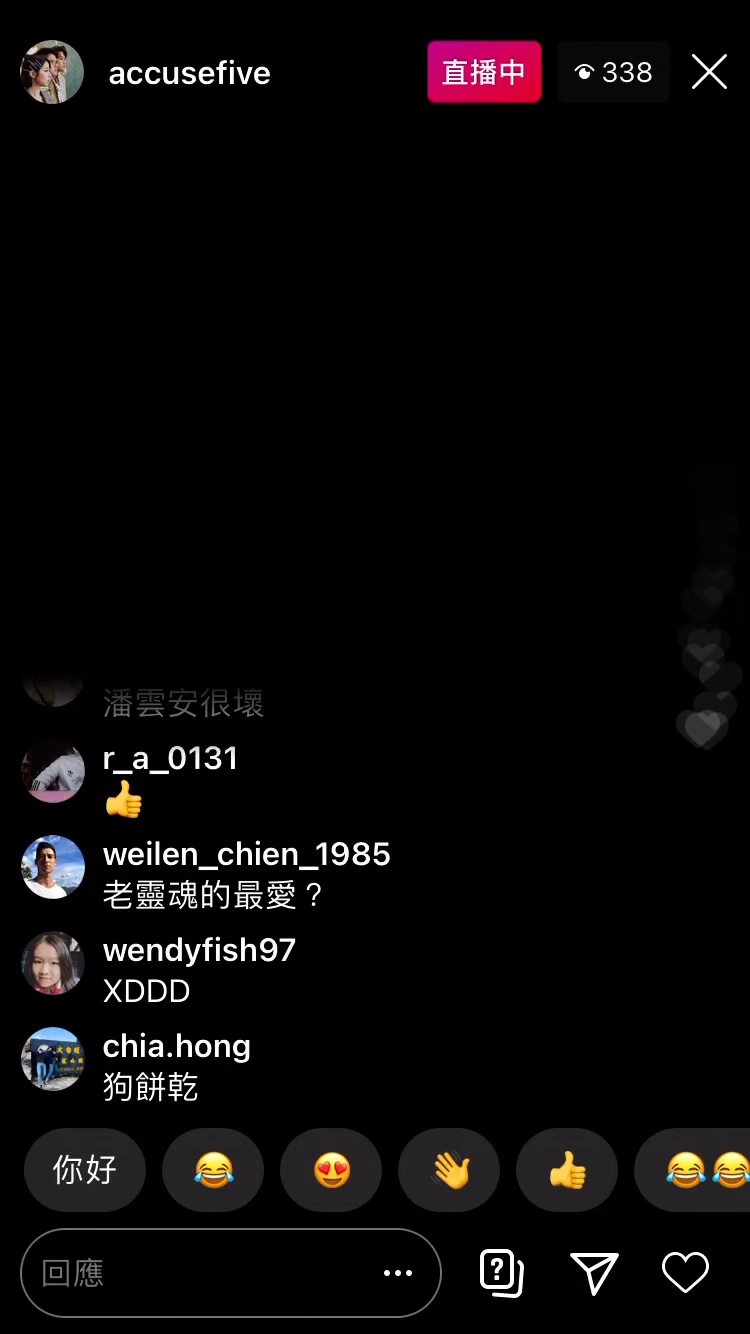 accusefive
直播中
338
潘雲安很壞
r_a_0131
👍
weilen_chien_1985
老靈魂的最愛？
wendyfish97
XDDD
chia.hong
狗餅乾
你好 😂 😍 👋 👍 😂😂
回應